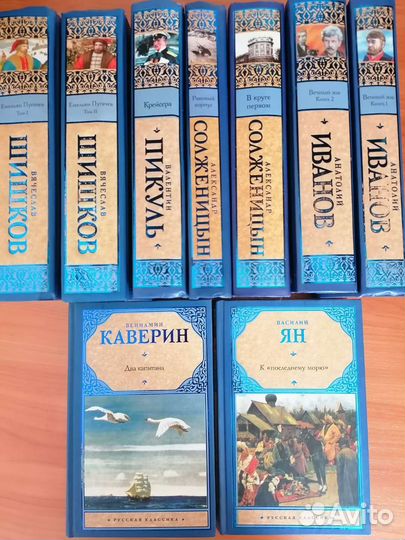 Емельян Пугачев
Том I
ВЯЧЕСЛАВ
ШИШКОВ
Емельян Пугачев
Том II
ВЯЧЕСЛАВ
ШИШКОВ
Крейсера
ВАЛЕНТИН
ПИКУЛЬ
Раковый корпус
АЛЕКСАНДР
СОЛЖЕНИЦЫН
В круге
первом
АЛЕКСАНДР
СОЛЖЕНИЦЫН
Вечный зов
Книга 2
АНАТОЛИЙ
ИВАНОВ
Вечный зов
Книга 1
АНАТОЛИЙ
ИВАНОВ
ВЕНИАМИН
КАВЕРИН
Два капитана
РУССКАЯ КЛАССИКА
ВАСИЛИЙ
ЯН
К «последнему морю»
РУССКАЯ КЛАССИКА
Avito